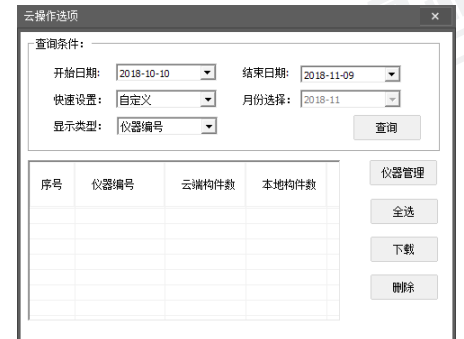 云操作选项 ×
查询条件：
开始日期： 2018-10-10 结束日期： 2018-11-09
快速设置： 自定义 月份选择： 2018-11
显示类型： 仪器编号 查询
序号 仪器编号 云端构件数 本地构件数
仪器管理
全选
下载
删除